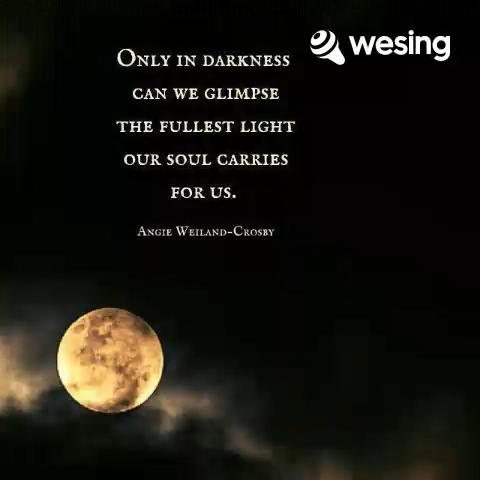 wesing
Only in darkness
can we glimpse
the fullest light
our soul carries
for us.
Angie Weiland-Crosby